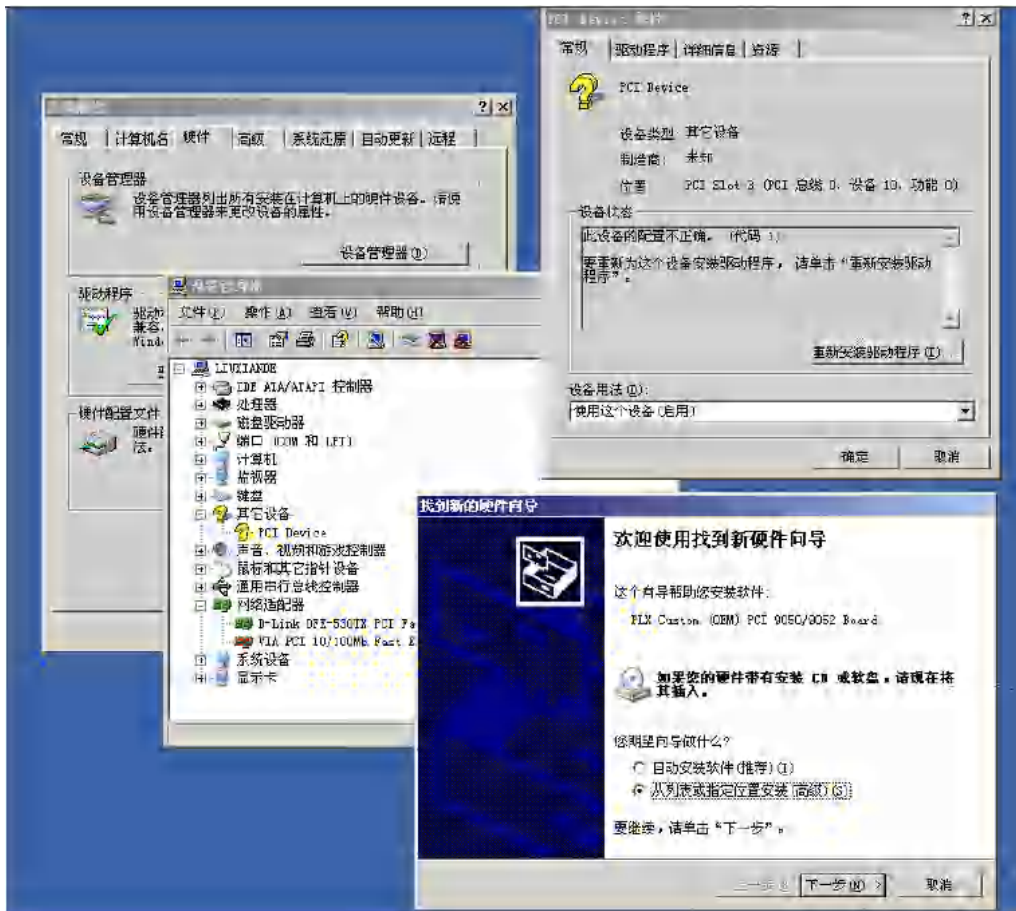 PCI Device 属性
常规 驱动程序 详细信息 资源
PCI Device
设备类型 其它设备
制造商: 未知
位置 PCI Slot 3 (PCI 总线 0、设备 10、功能 0)
设备状态
此设备的配置不正确。 (代码 1)
要重新为这个设备安装驱动程序，请单击“重新安装驱动
程序”。
重新安装驱动程序(I)...
设备用法(D):
使用这个设备(启用)
确定 取消
常规 计算机名 硬件 高级 系统还原 自动更新 远程
设备管理器
设备管理器列出所有安装在计算机上的硬件设备。请使
用设备管理器来更改设备的属性。
设备管理器(D)
驱动程序
兼容。
Wind
硬件配置文件
法。
设备管理器
文件(F) 操作(A) 查看(V) 帮助(H)
LIUXIANDE
IDE ATA/ATAPI 控制器
处理器
磁盘驱动器
端口 (COM 和 LPT)
计算机
监视器
键盘
其它设备
PCI Device
声音、视频和游戏控制器
鼠标和其它指针设备
通用串行总线控制器
网络适配器
D-Link DFE-530TX PCI Fa
VIA PCI 10/100Mb Fast E
系统设备
显示卡
找到新的硬件向导
欢迎使用找到新硬件向导
这个向导帮助您安装软件:
PLX Custom (OEM) PCI 9050/9052 Board
如果您的硬件带有安装 CD 或软盘，请现在将
其插入。
您期望向导做什么?
自动安装软件(推荐)(I)
从列表或指定位置安装(高级)(S)
要继续，请单击“下一步”。
上一步 下一步(N) > 取消